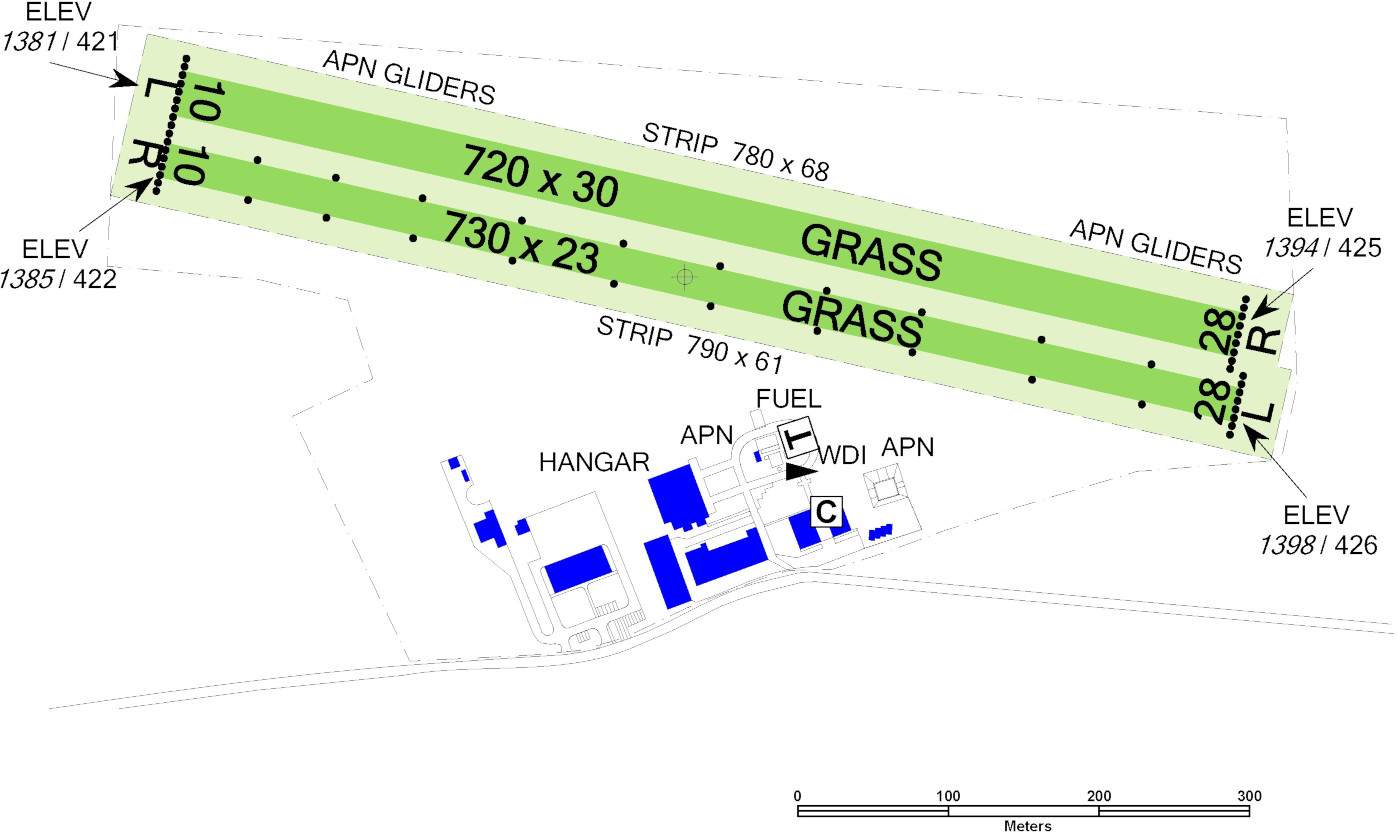 ELEV
1381 / 421
APN GLIDERS
STRIP 780 x 68
L
10
R
10
720 x 30
GRASS
APN GLIDERS
ELEV
1394 / 425
730 x 23
GRASS
28
R
28
L
ELEV
1385 / 422
STRIP 790 x 61
FUEL
APN
T
WDI
APN
HANGAR
C
ELEV
1398 / 426
0 100 200 300
Meters